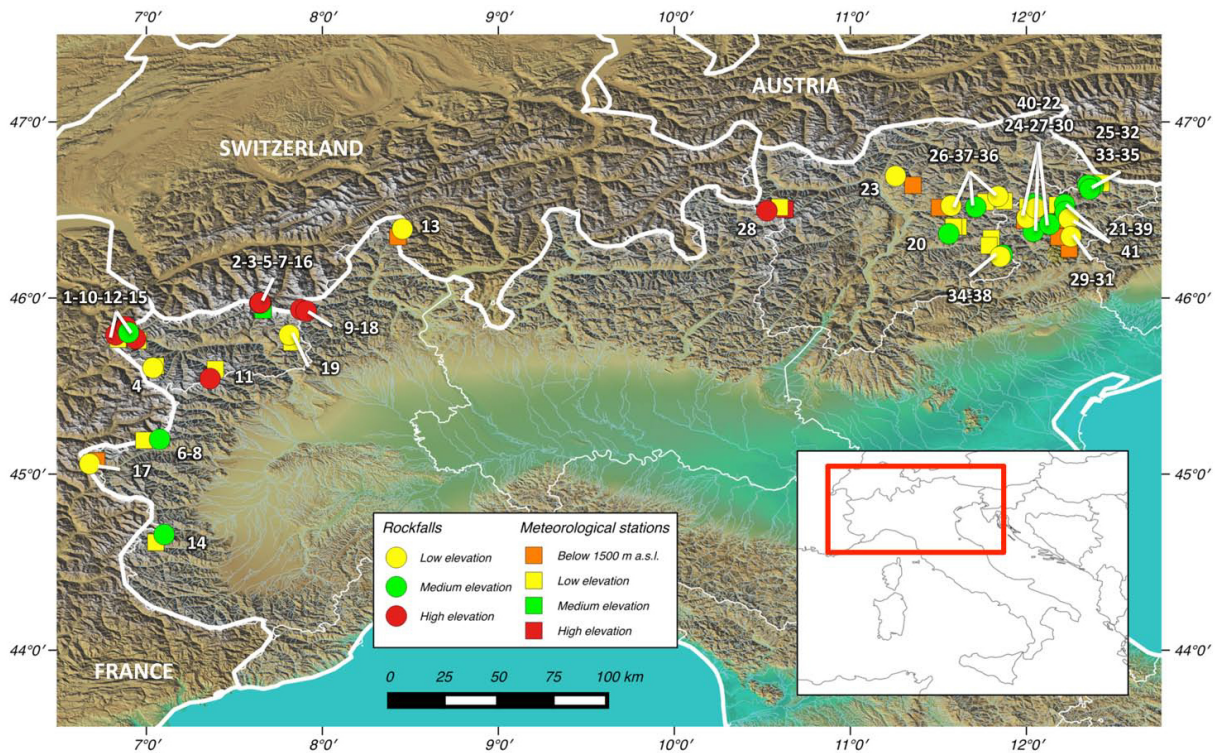 7°0′ 8°0′ 9°0′ 10°0′ 11°0′ 12°0′
AUSTRIA
40-22
24-27-30
25-32
33-35
47°0′ 47°0′
SWITZERLAND
26-37-36
23
13
28
20
21-39
41
2-3-5-7-16
29-31
46°0′ 46°0′
1-10-12-15
34-38
9-18
19
4
11
6-8
45°0′ 45°0′
17
14
Rockfalls Meteorological stations
Low elevation Below 1500 m a.s.l.
Medium elevation Low elevation
High elevation Medium elevation
High elevation
44°0′ 44°0′
FRANCE
0 25 50 75 100 km
7°0′ 8°0′ 9°0′ 10°0′ 11°0′ 12°0′